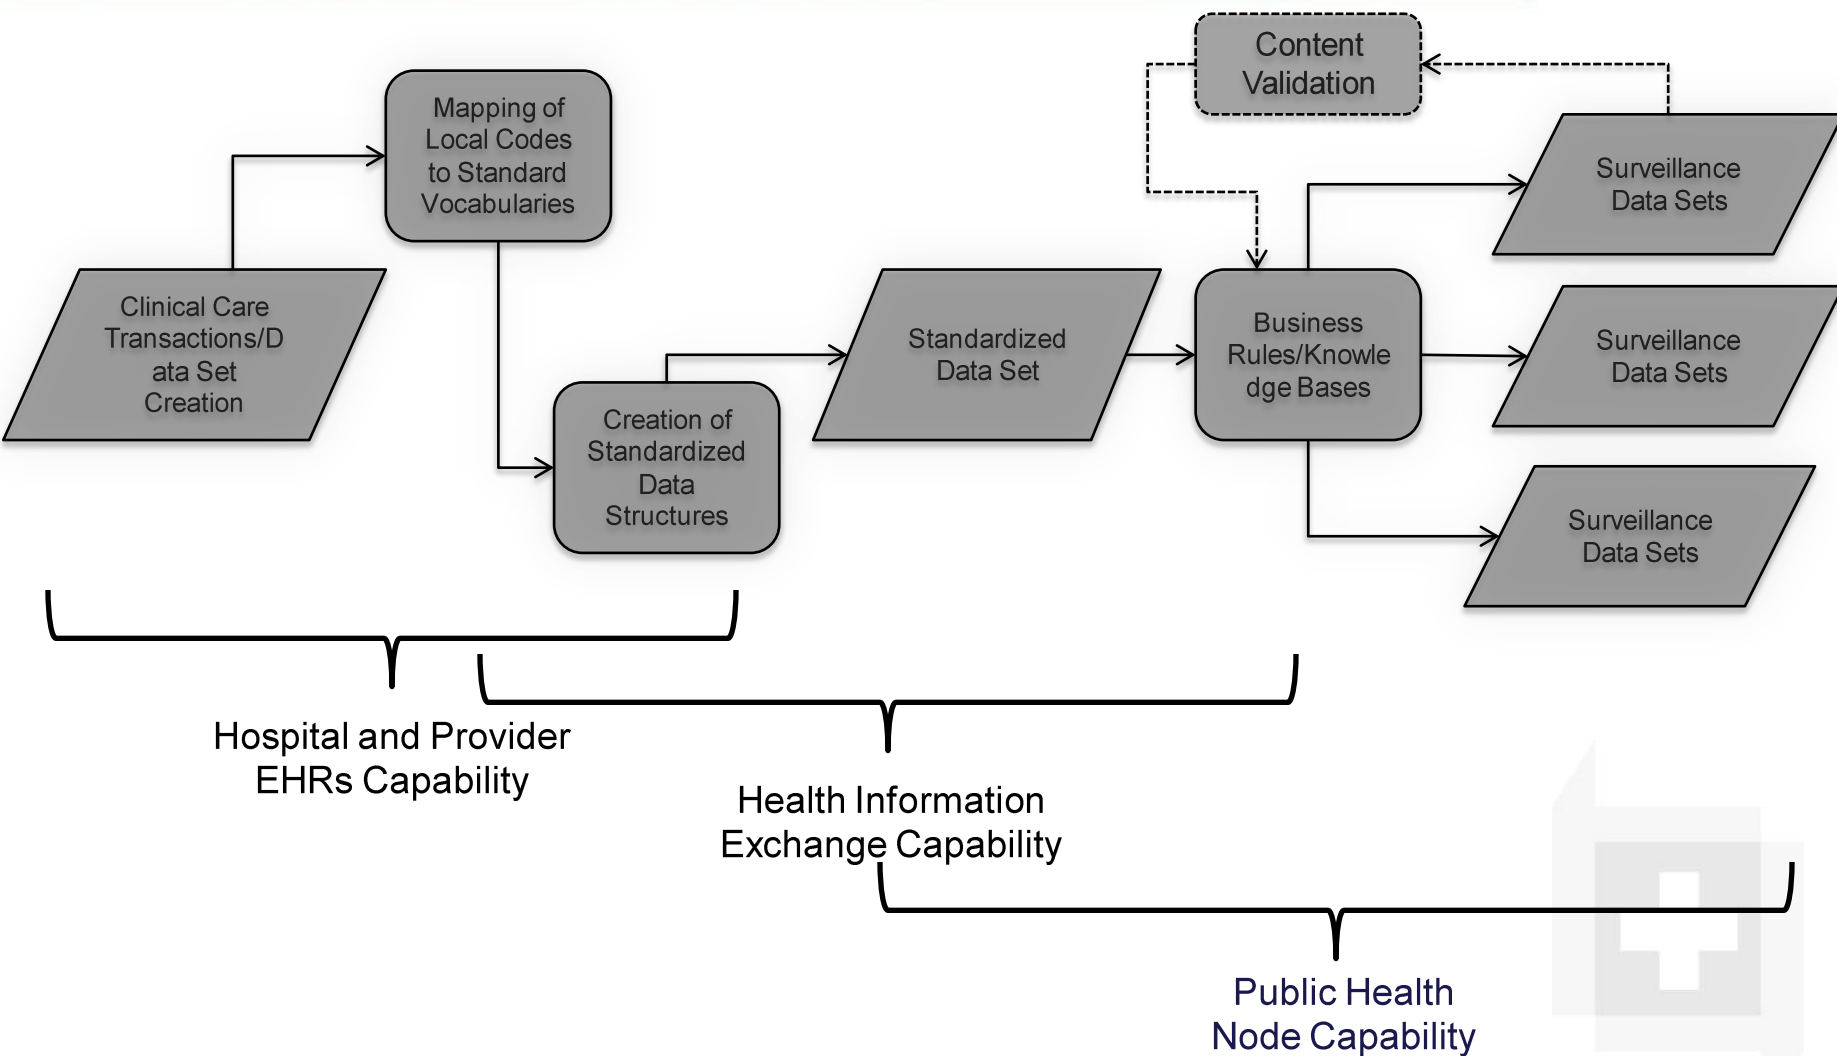 Content
Validation
Mapping of
Local Codes
to Standard
Vocabularies
Surveillance
Data Sets
Clinical Care
Transactions/D
ata Set
Creation
Standardized
Data Set
Business
Rules/Knowle
dge Bases
Surveillance
Data Sets
Creation of
Standardized
Data
Structures
Surveillance
Data Sets
Hospital and Provider
EHRs Capability
Health Information
Exchange Capability
Public Health
Node Capability